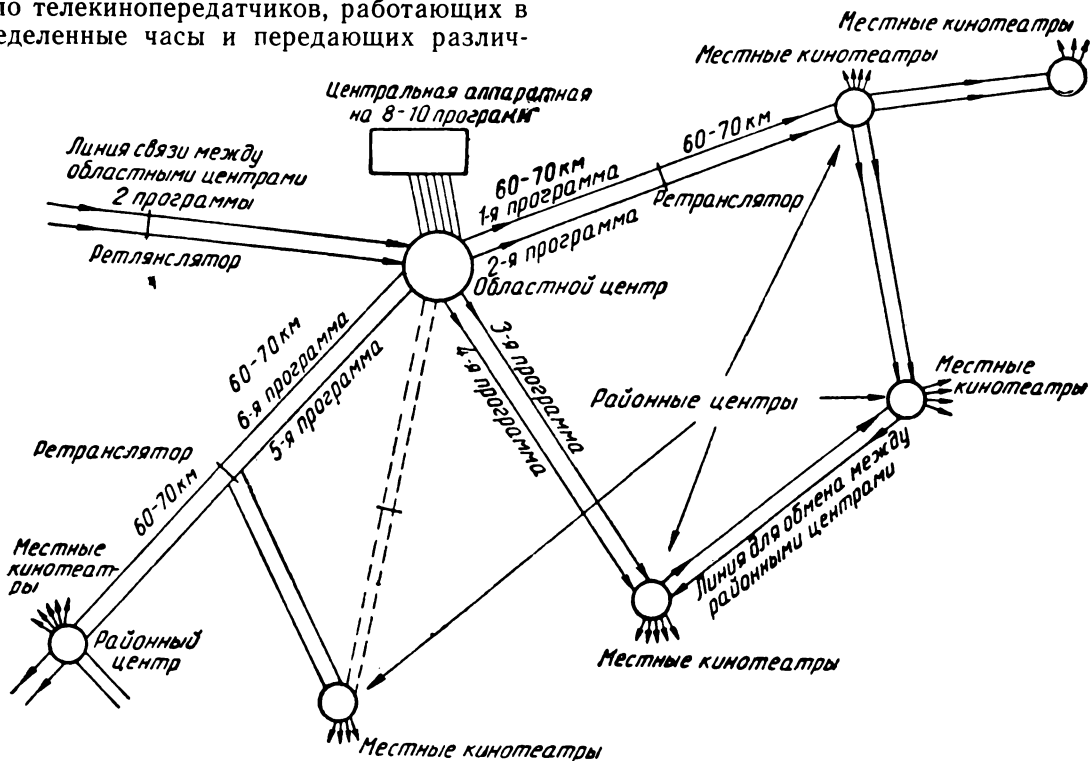 ло телекинопередатчиков, работающих в
еделенные часы и передающих различ-
Местные кинотеатры
Местные кинотеатры
Центральная аппаратная
на 8-10 программ
Линия связи между
областными центрами
2 программы
Ретлянслятор
60-70 км
60-70 км
1-я программа
2-я программа
Ретранслятор
Областной центр
60-70 км
6-я программа
5-я программа
3-я программа
4-я программа
Районные центры
Местные
кинотеатры
Ретранслятор
60-70 км
Линия для обмена между
районными центрами
Местные
кинотеат-
ры
Районный
центр
Местные кинотеатры
Местные кинотеатры